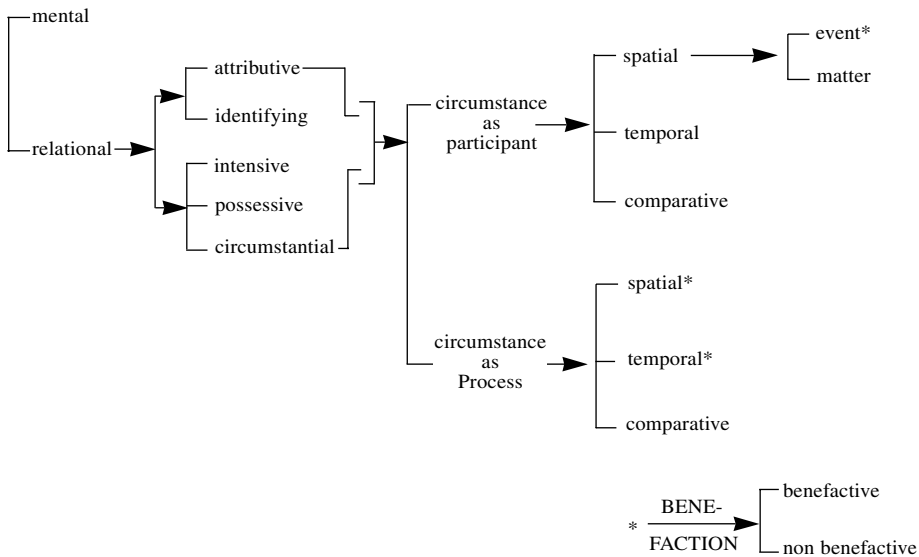 mental
relational
attributive
identifying
intensive
possessive
circumstantial
circumstance
as
participant
spatial
temporal
comparative
event*
matter
circumstance
as
Process
spatial*
temporal*
comparative
* BENE-
FACTION
benefactive
non benefactive